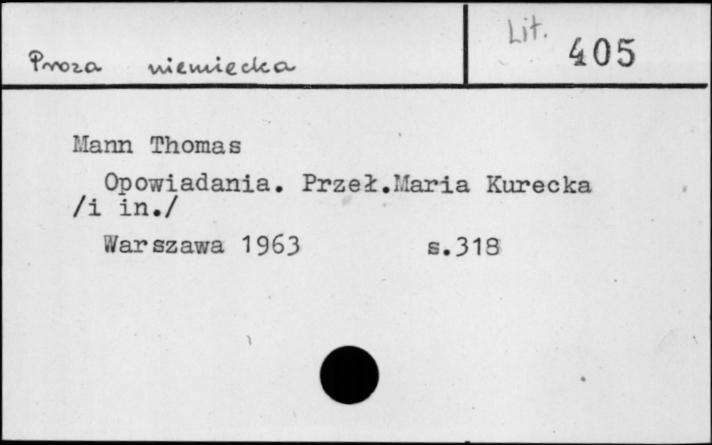 Lit. 405
Proza niemiecka
Mann Thomas
Opowiadania. Przeł.Maria Kurecka
/i in./
Warszawa 1963 s.318